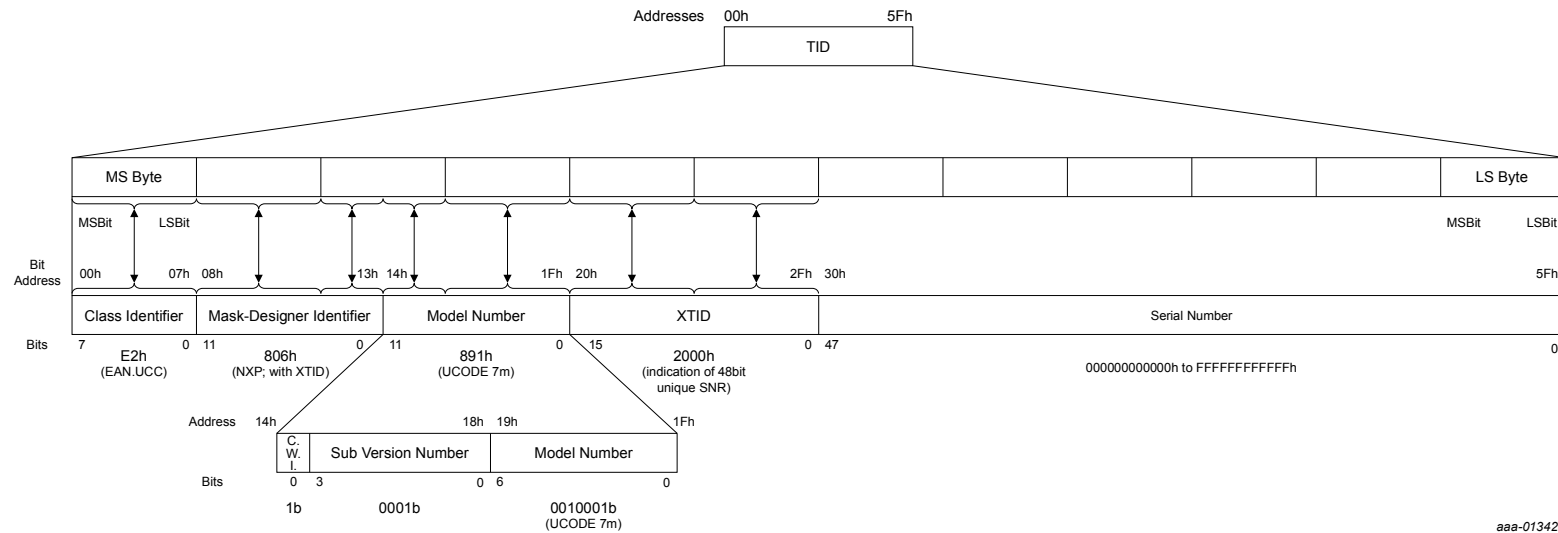 Addresses 00h 5Fh
TID
MS Byte LS Byte
MSBit LSBit MSBit LSBit
Bit
Address
00h 07h 08h 13h 14h 1Fh 20h 2Fh 30h 5Fh
Class Identifier Mask-Designer Identifier Model Number XTID Serial Number
Bits 7 0 11 0 11 0 15 0 47 0
E2h 806h 891h 2000h
(EAN.UCC) (NXP; with XTID) (UCODE 7m) (indication of 48bit
unique SNR)
000000000000h to FFFFFFFFFFFFh
Address 14h 18h 19h 1Fh
C.
W.
I.
Sub Version Number Model Number
Bits 0 3 0 6 0
1b 0001b 0010001b
(UCODE 7m)
aaa-01342